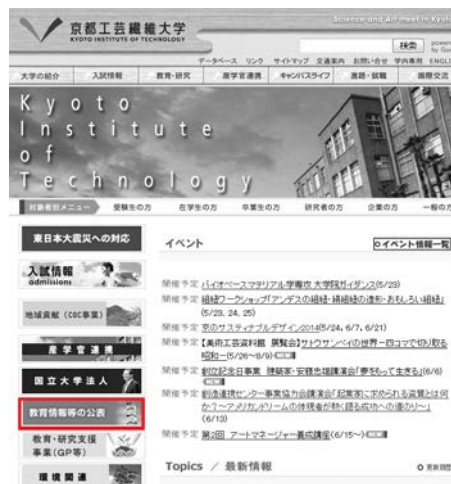 京都工芸繊維大学
KYOTO INSTITUTE OF TECHNOLOGY
Science and Art meet in Kyoto
検索
データベース リンク サイトマップ 交通案内 お問い合せ 学内専用 ENGLI
大学の紹介 入試情報 教育・研究 産学官連携 キャンパスライフ 進路・就職 国際交流
Kyoto
Institute
of
Technology
対象者別メニュー 受験生の方 在学生の方 卒業生の方 研究者の方 企業の方 一般の方
東日本大震災への対応
入試情報
admissions
地域貢献（COC事業）
産学官連携
国立大学法人
教育情報等の公表
教育・研究支援
事業(GP等)
環境関連
イベント
イベント情報一覧
開催予定 バイオベースマテリアル学専攻 大学院ガイダンス(5/23)
開催予定 組紐ワークショップ「アンデスの組紐・絹組紐の造形・おもしろい組紐」
(5/23, 24, 25)
開催予定 京のサスティナブルデザイン2014(5/24, 6/7, 6/21)
開催予定 【美術工芸資料館 展覧会】サトウサンペイの世界ー四コマで切り取る
昭和ー(5/26～8/9)
開催予定 創立記念日事業 建築家・安藤忠雄講演会「夢をもって生きる」(6/6)
開催予定 創造連携センター事業協力会講演会「起業家に求められる資質とは何
か？～アメリカンドリームの体現者が熱く語る成功への道のり～」
(6/13)
開催予定 第2回 アートマネージャー養成講座(6/15～)
Topics / 最新情報
更新履歴